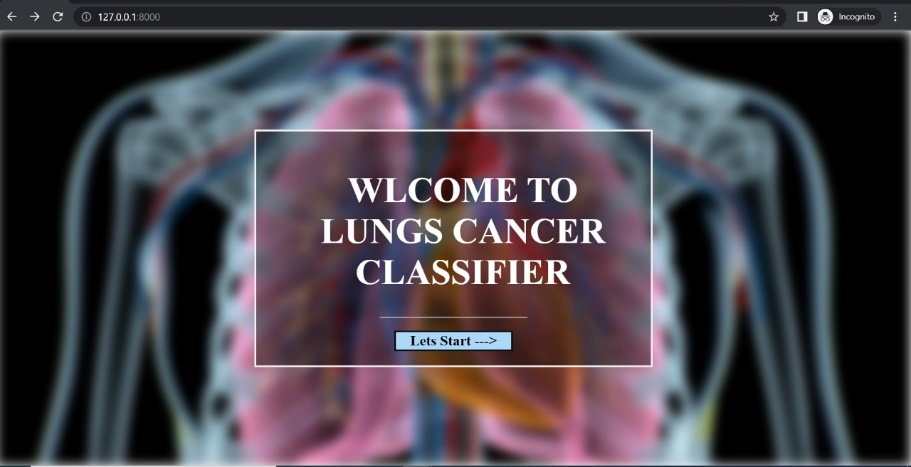 127.0.0.1:8000
Incognito
WLCOME TO
LUNGS CANCER
CLASSIFIER
Lets Start --->